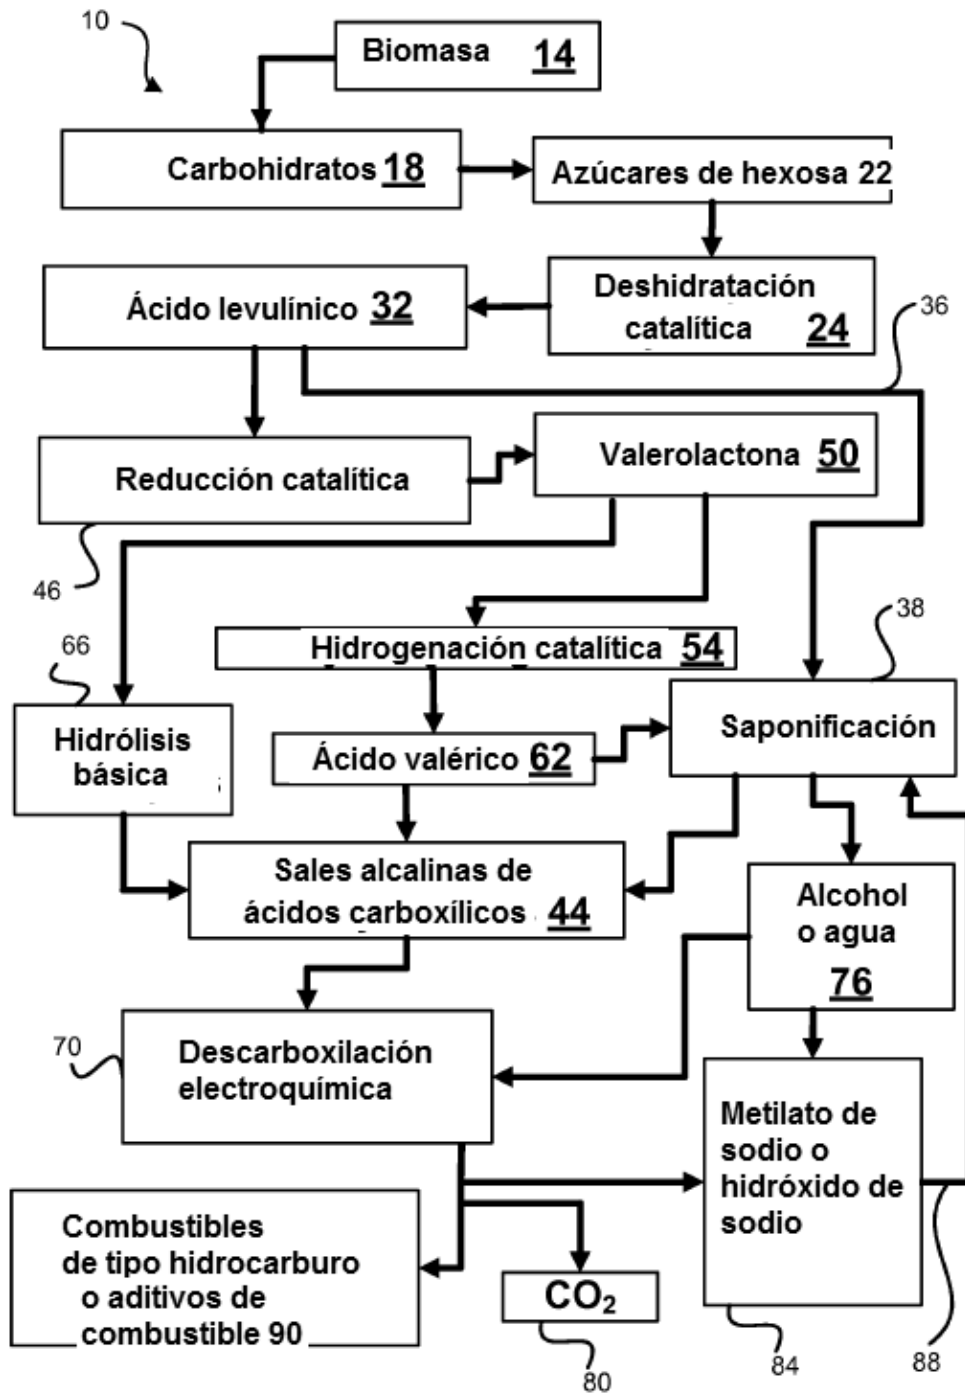 10
Biomasa 14
Carbohidratos 18
Azúcares de hexosa 22
Ácido levulínico 32
Deshidratación
catalítica 24
36
Reducción catalítica
Valerolactona 50
46
Hidrogenación catalítica 54
38
66
Hidrólisis
básica
Ácido valérico 62
Saponificación
Sales alcalinas de
ácidos carboxílicos 44
Alcohol
o agua
76
70
Descarboxilación
electroquímica
Metilato de
sodio o
hidróxido de
sodio
Combustibles
de tipo hidrocarburo
o aditivos de
combustible 90
CO₂
80
84
88